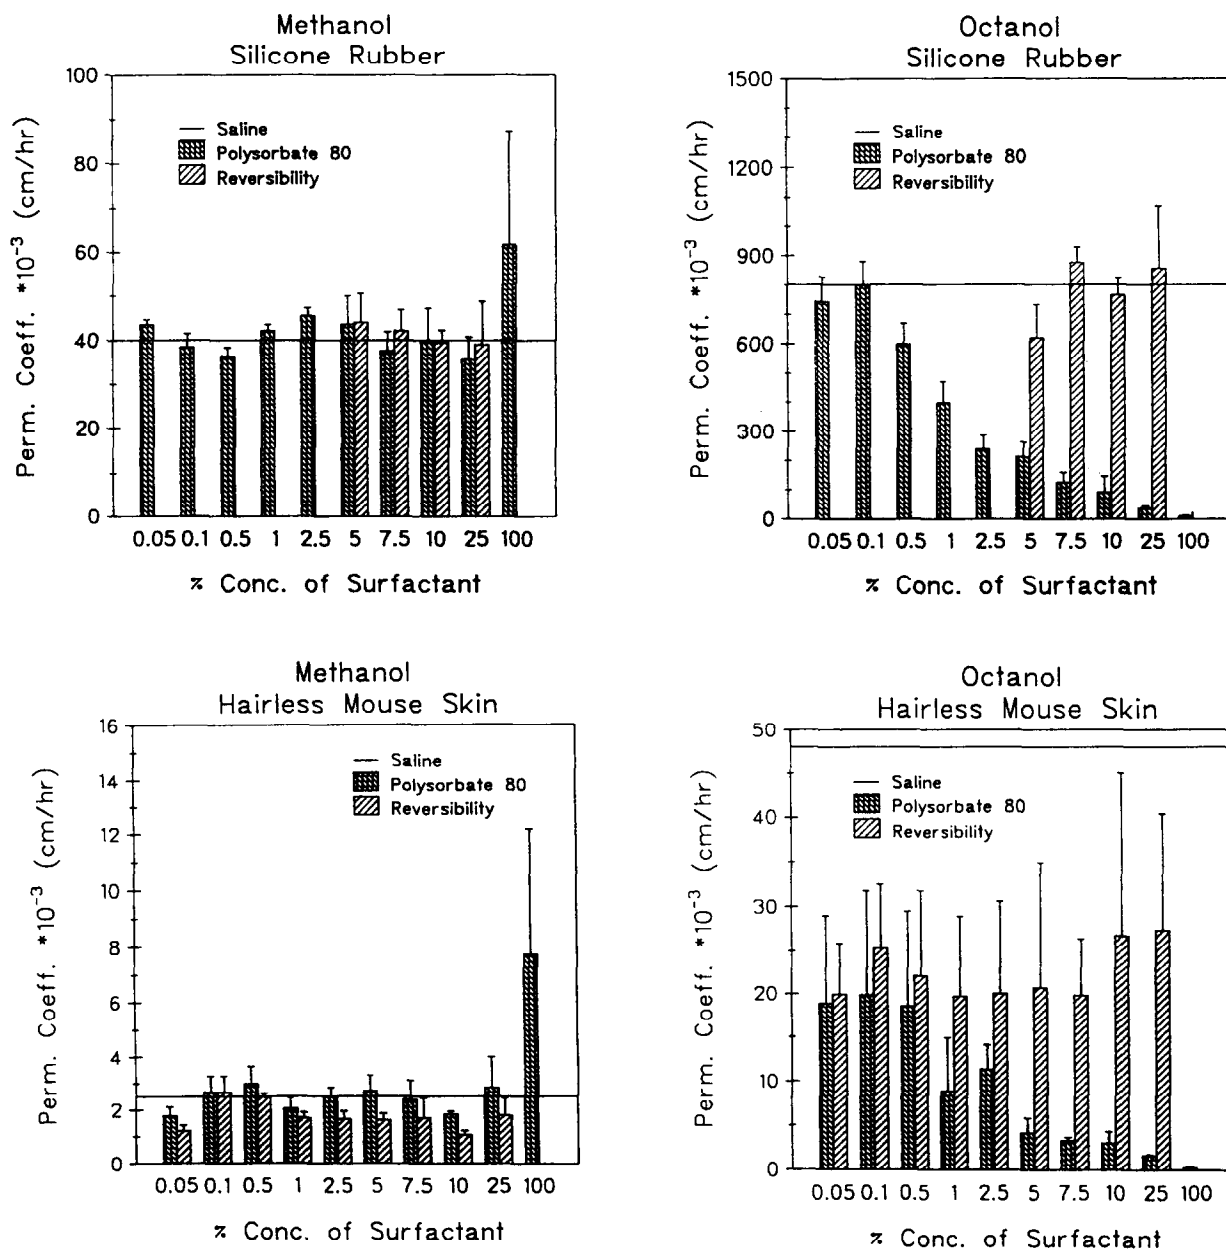 Methanol
Silicone Rubber
100
80
60
40
20
0
Perm. Coeff. *10⁻³ (cm/hr)
Saline
Polysorbate 80
Reversibility
0.05 0.1 0.5 1 2.5 5 7.5 10 25 100
% Conc. of Surfactant
Octanol
Silicone Rubber
1500
1200
900
600
300
0
Perm. Coeff. *10⁻³ (cm/hr)
Saline
Polysorbate 80
Reversibility
0.05 0.1 0.5 1 2.5 5 7.5 10 25 100
% Conc. of Surfactant
Methanol
Hairless Mouse Skin
16
14
12
10
8
6
4
2
0
Perm. Coeff. *10⁻³ (cm/hr)
Saline
Polysorbate 80
Reversibility
0.05 0.1 0.5 1 2.5 5 7.5 10 25 100
% Conc. of Surfactant
Octanol
Hairless Mouse Skin
50
40
30
20
10
0
Perm. Coeff. *10⁻³ (cm/hr)
Saline
Polysorbate 80
Reversibility
0.05 0.1 0.5 1 2.5 5 7.5 10 25 100
% Conc. of Surfactant